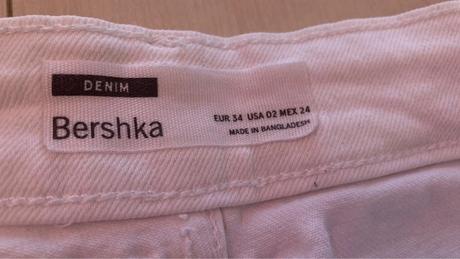 DENIM
Bershka
EUR 34 USA 02 MEX 24
MADE IN BANGLADESH